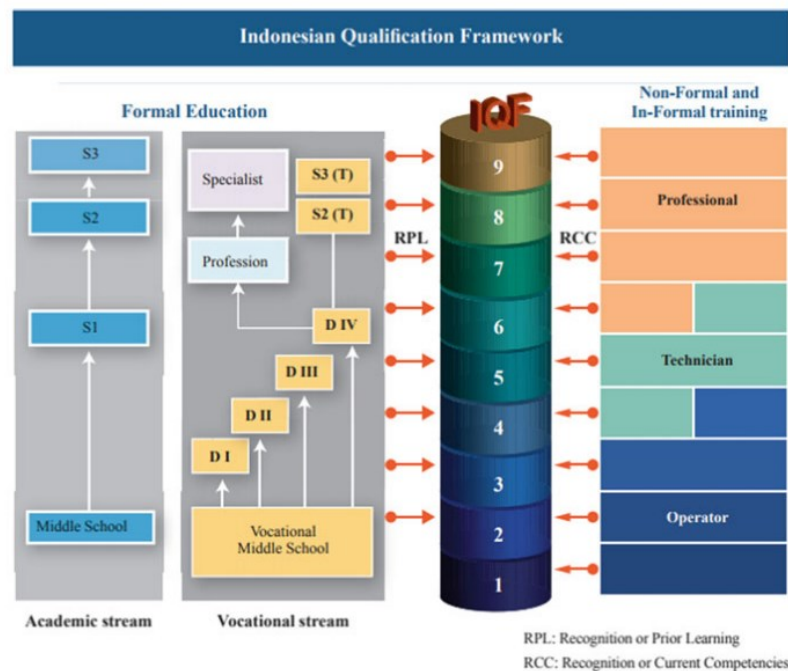 Indonesian Qualification Framework
Formal Education
Non-Formal and
In-Formal training
IQF
S3
S2
S1
Middle School
Academic stream
Specialist
Profession
S3 (T)
S2 (T)
D IV
D III
D II
D I
Vocational
Middle School
Vocational stream
RPL
9
8
7
6
5
4
3
2
1
RCC
Professional
Technician
Operator
RPL: Recognition or Prior Learning
RCC: Recognition or Current Competencies